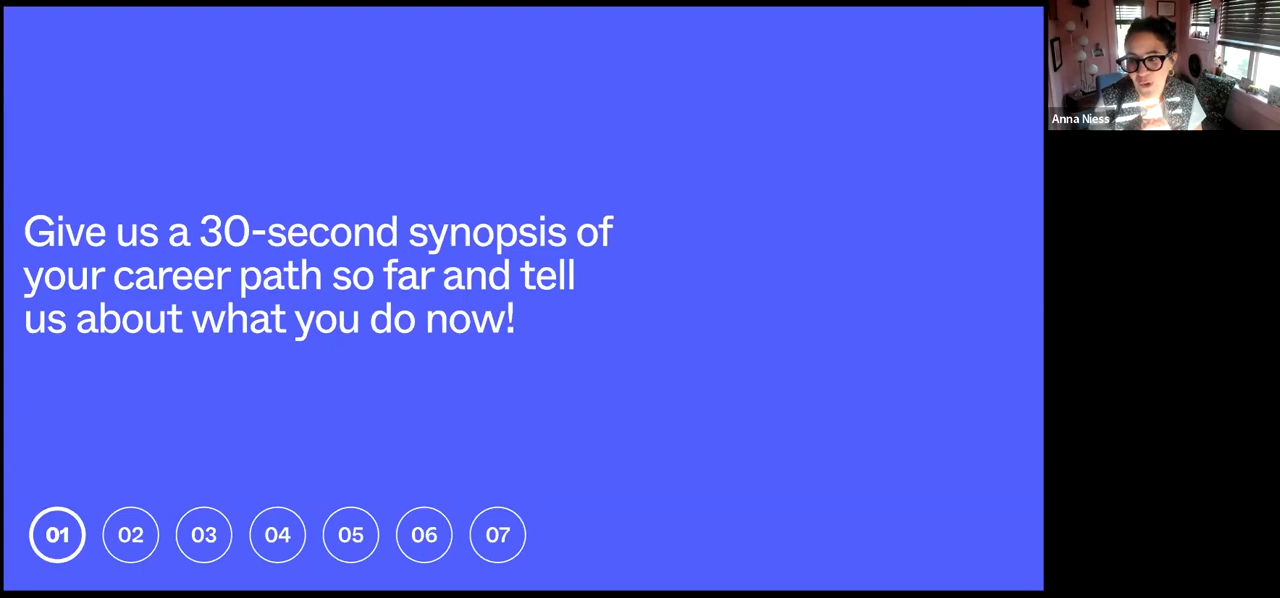 Give us a 30-second synopsis of
your career path so far and tell
us about what you do now!
01 02 03 04 05 06 07
Anna Niess